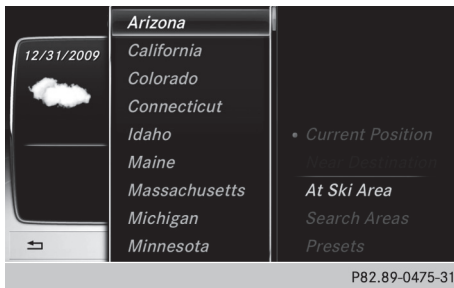 12/31/2009
Arizona
California
Colorado
Connecticut
Idaho
Maine
Massachusetts
Michigan
Minnesota
• Current Position
Near Destination
At Ski Area
Search Areas
Presets
P82.89-0475-31